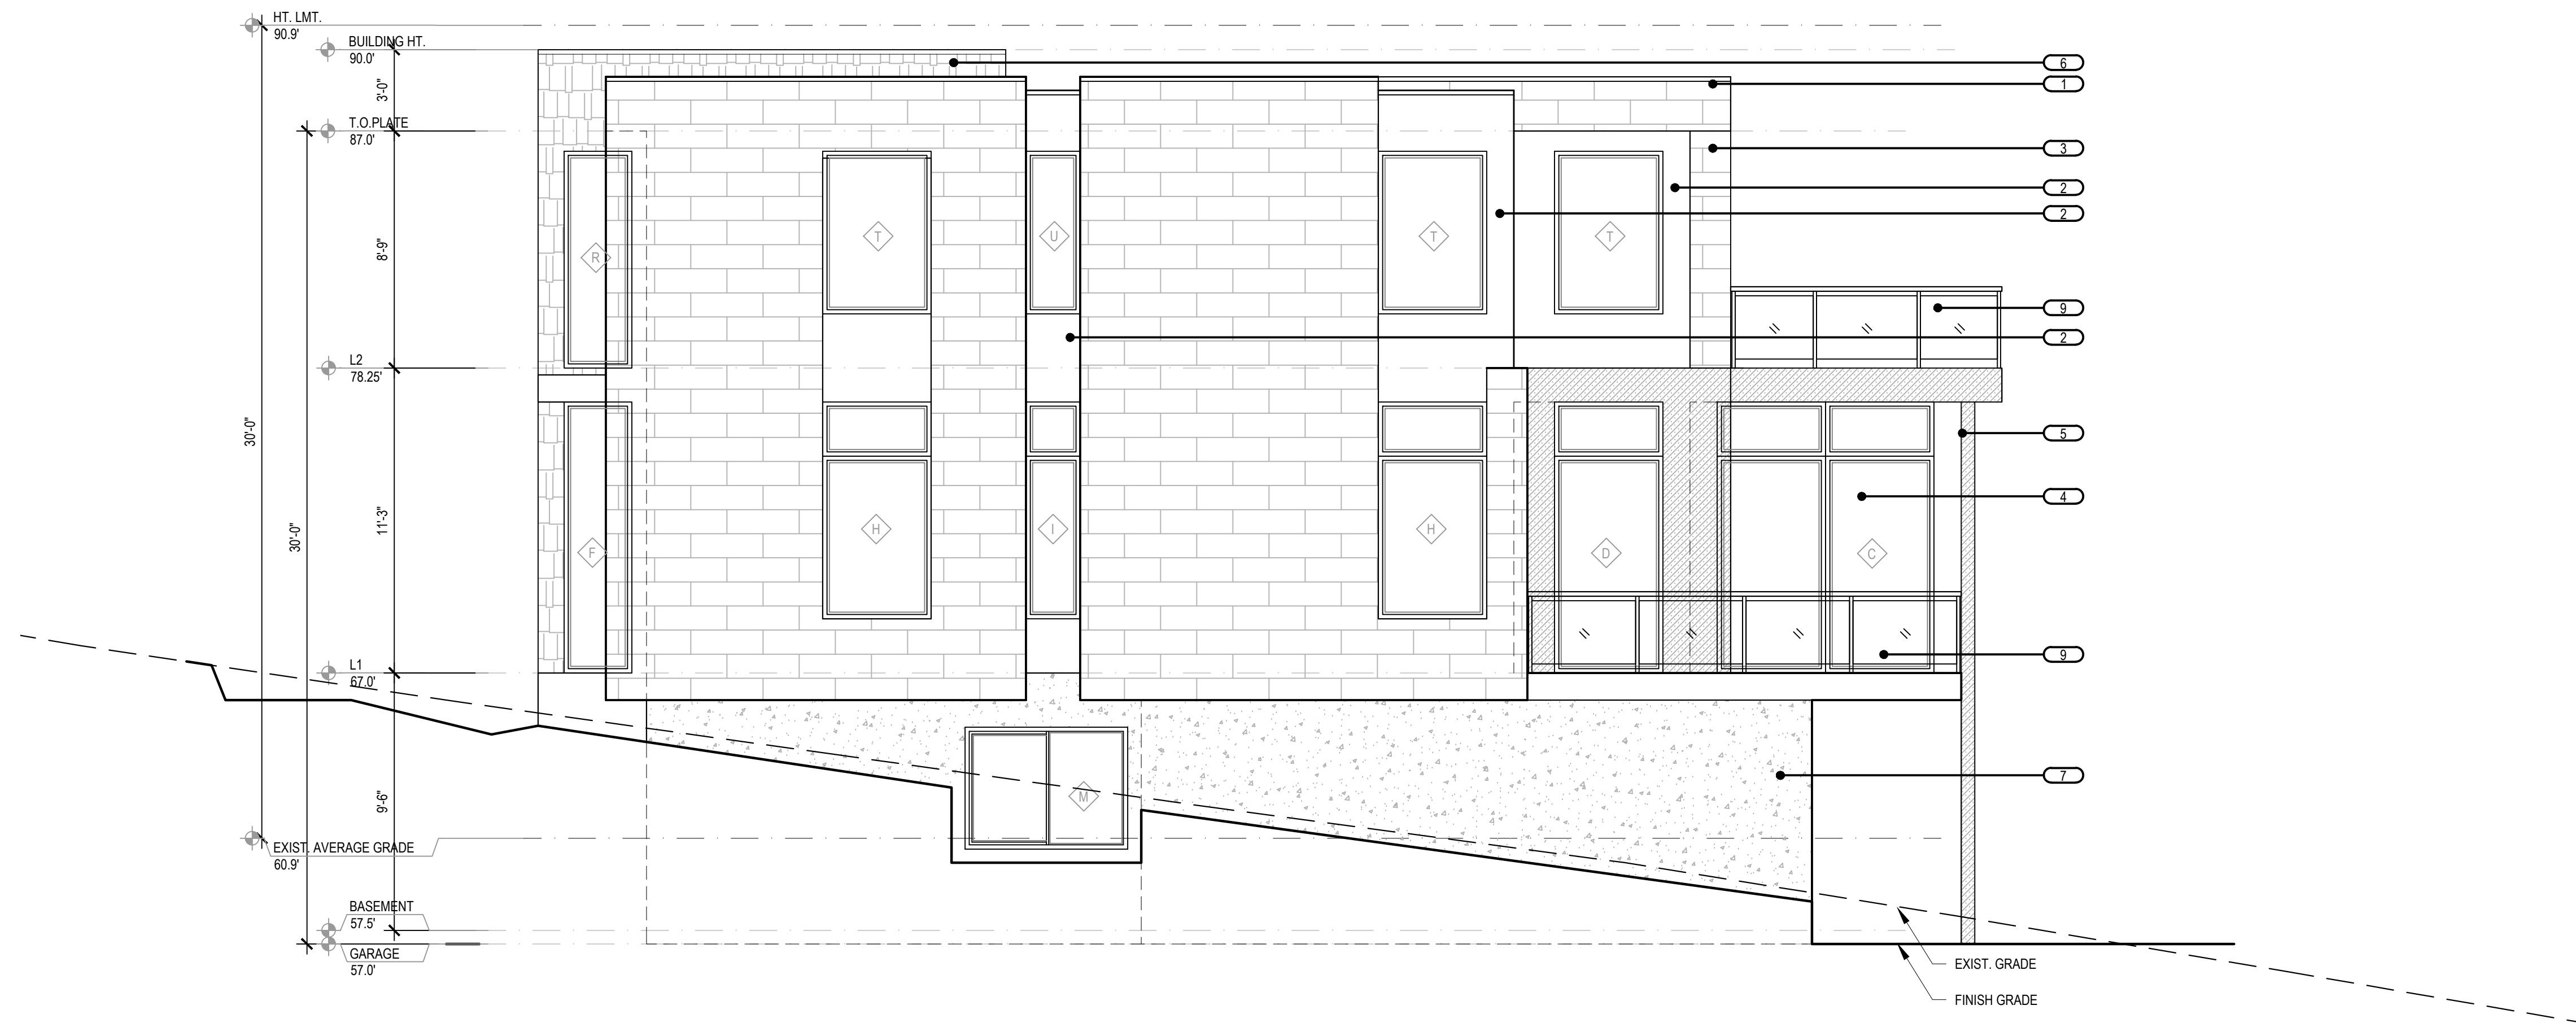 HT. LMT.
90.9'
BUILDING HT.
90.0'
6
1
3'-0"
T.O.PLATE
87.0'
3
2
2
R
T
U
T
T
8'-9"
9
2
L2
78.25'
30'-0"
5
4
30'-0"
11'-3"
F
H
I
H
D
C
9
L1
67.0'
7
M
9'-6"
EXIST. AVERAGE GRADE
60.9'
BASEMENT
57.5'
GARAGE
57.0'
EXIST. GRADE
FINISH GRADE